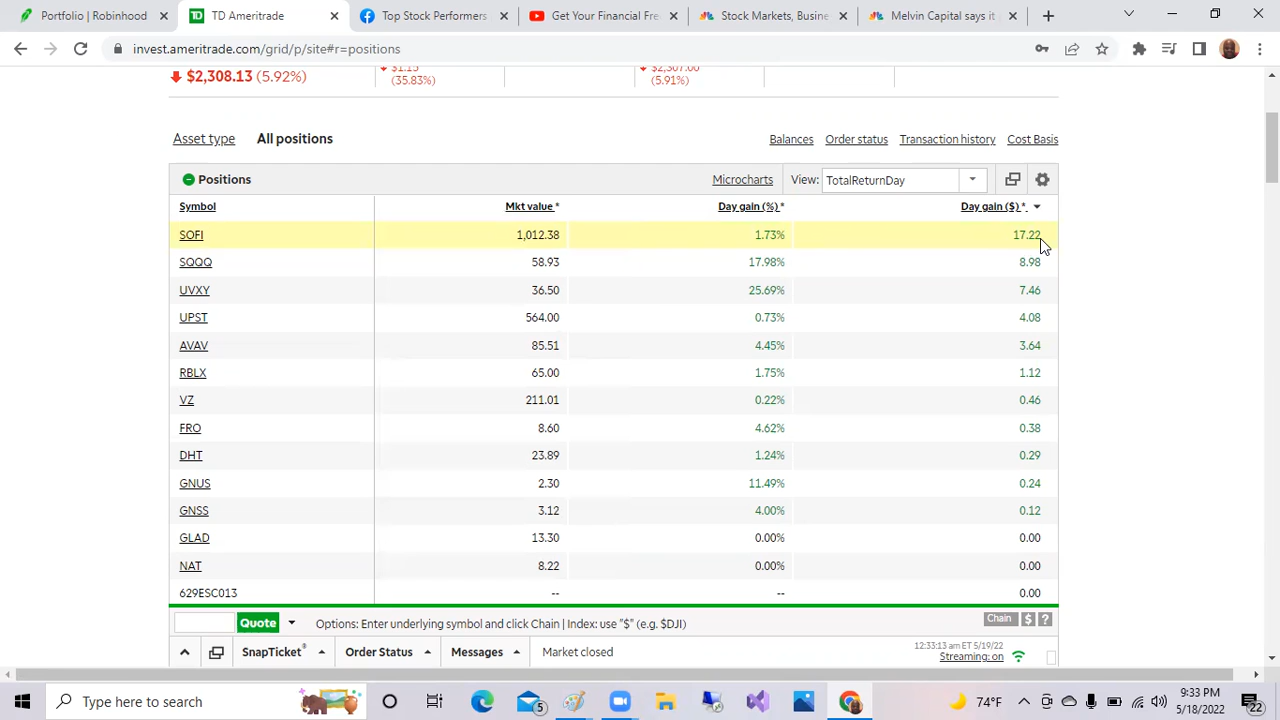 Portfolio | Robinhood
TD Ameritrade
Top Stock Performers
Get Your Financial Fre
Stock Markets, Busine
Melvin Capital says it
invest.ameritrade.com/grid/p/site#r=positions
$2,308.13 (5.92%)
$1.15
(35.83%)
$2,307.00
(5.91%)
Asset type All positions Balances Order status Transaction history Cost Basis
Positions Microcharts View: TotalReturnDay
Symbol Mkt value * Day gain (%) * Day gain ($) *
SOFI 1,012.38 1.73% 17.22
SQQQ 58.93 17.98% 8.98
UVXY 36.50 25.69% 7.46
UPST 564.00 0.73% 4.08
AVAV 85.51 4.45% 3.64
RBLX 65.00 1.75% 1.12
VZ 211.01 0.22% 0.46
FRO 8.60 4.62% 0.38
DHT 23.89 1.24% 0.29
GNUS 2.30 11.49% 0.24
GNSS 3.12 4.00% 0.12
GLAD 13.30 0.00% 0.00
NAT 8.22 0.00% 0.00
629ESC013 -- -- 0.00
Quote Options: Enter underlying symbol and click Chain | Index: use "$" (e.g. $DJI) Chain $ ?
SnapTicket® Order Status Messages Market closed 12:33:13 am ET 5/19/22
Streaming: on
Type here to search
5
74°F
9:33 PM
5/18/2022
22